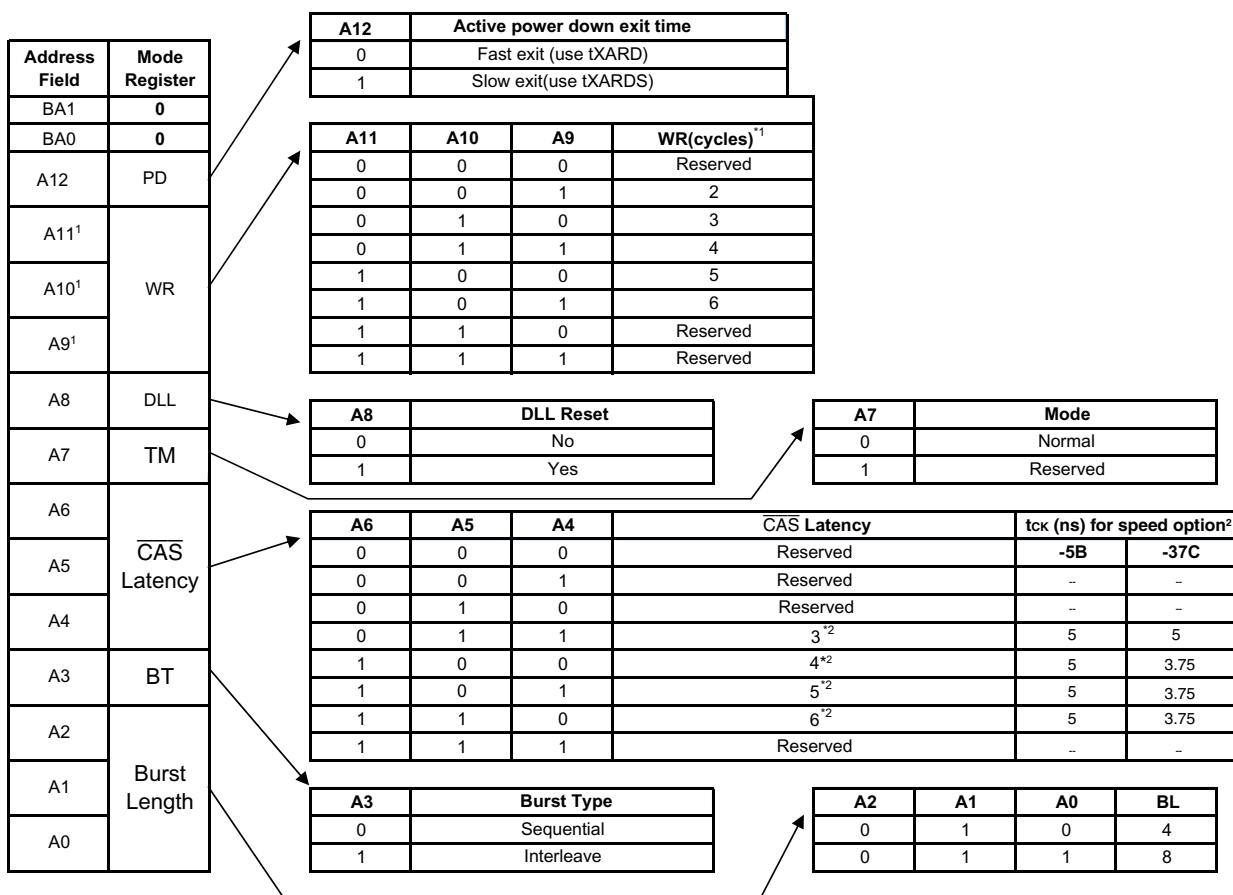 Address Field | Mode Register
BA1 | 0
BA0 | 0
A12 | PD
A11¹
A10¹ | WR
A9¹
A8 | DLL
A7 | TM
A6
A5 | C̅A̅S̅ Latency
A4
A3 | BT
A2
A1 | Burst Length
A0
A12 | Active power down exit time
0 | Fast exit (use tXARD)
1 | Slow exit(use tXARDS)
A11 | A10 | A9 | WR(cycles)*1
0 | 0 | 0 | Reserved
0 | 0 | 1 | 2
0 | 1 | 0 | 3
0 | 1 | 1 | 4
1 | 0 | 0 | 5
1 | 0 | 1 | 6
1 | 1 | 0 | Reserved
1 | 1 | 1 | Reserved
A8 | DLL Reset
0 | No
1 | Yes
A7 | Mode
0 | Normal
1 | Reserved
A6 | A5 | A4 | C̅A̅S̅ Latency | tCK (ns) for speed option²
0 | 0 | 0 | Reserved | -5B | -37C
0 | 0 | 1 | Reserved | -- | --
0 | 1 | 0 | Reserved | -- | --
0 | 1 | 1 | 3*2 | 5 | 5
1 | 0 | 0 | 4*2 | 5 | 3.75
1 | 0 | 1 | 5*2 | 5 | 3.75
1 | 1 | 0 | 6*2 | 5 | 3.75
1 | 1 | 1 | Reserved | -- | --
A3 | Burst Type
0 | Sequential
1 | Interleave
A2 | A1 | A0 | BL
0 | 1 | 0 | 4
0 | 1 | 1 | 8